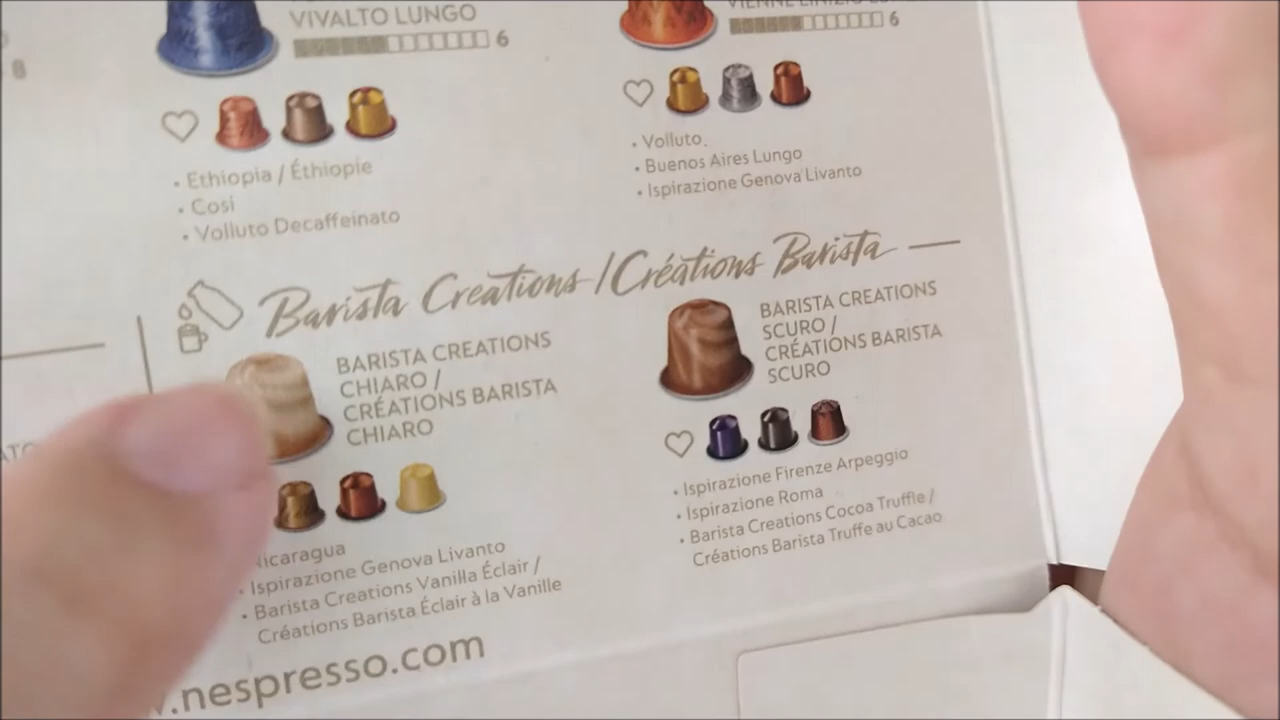 VIVALTO LUNGO
6
• Ethiopia / Éthiopie
• Cosi
• Volluto Decaffeinato
VIENNE LINIZIO
6
• Volluto
• Buenos Aires Lungo
• Ispirazione Genova Livanto
8
Barista Creations / Créations Barista
BARISTA CREATIONS
CHIARO /
CRÉATIONS BARISTA
CHIARO
Nicaragua
• Ispirazione Genova Livanto
• Barista Creations Vanilla Éclair /
Créations Barista Éclair à la Vanille
BARISTA CREATIONS
SCURO /
CRÉATIONS BARISTA
SCURO
• Ispirazione Firenze Arpeggio
• Ispirazione Roma
• Barista Creations Cocoa Truffle /
Créations Barista Truffe au Cacao
.nespresso.com